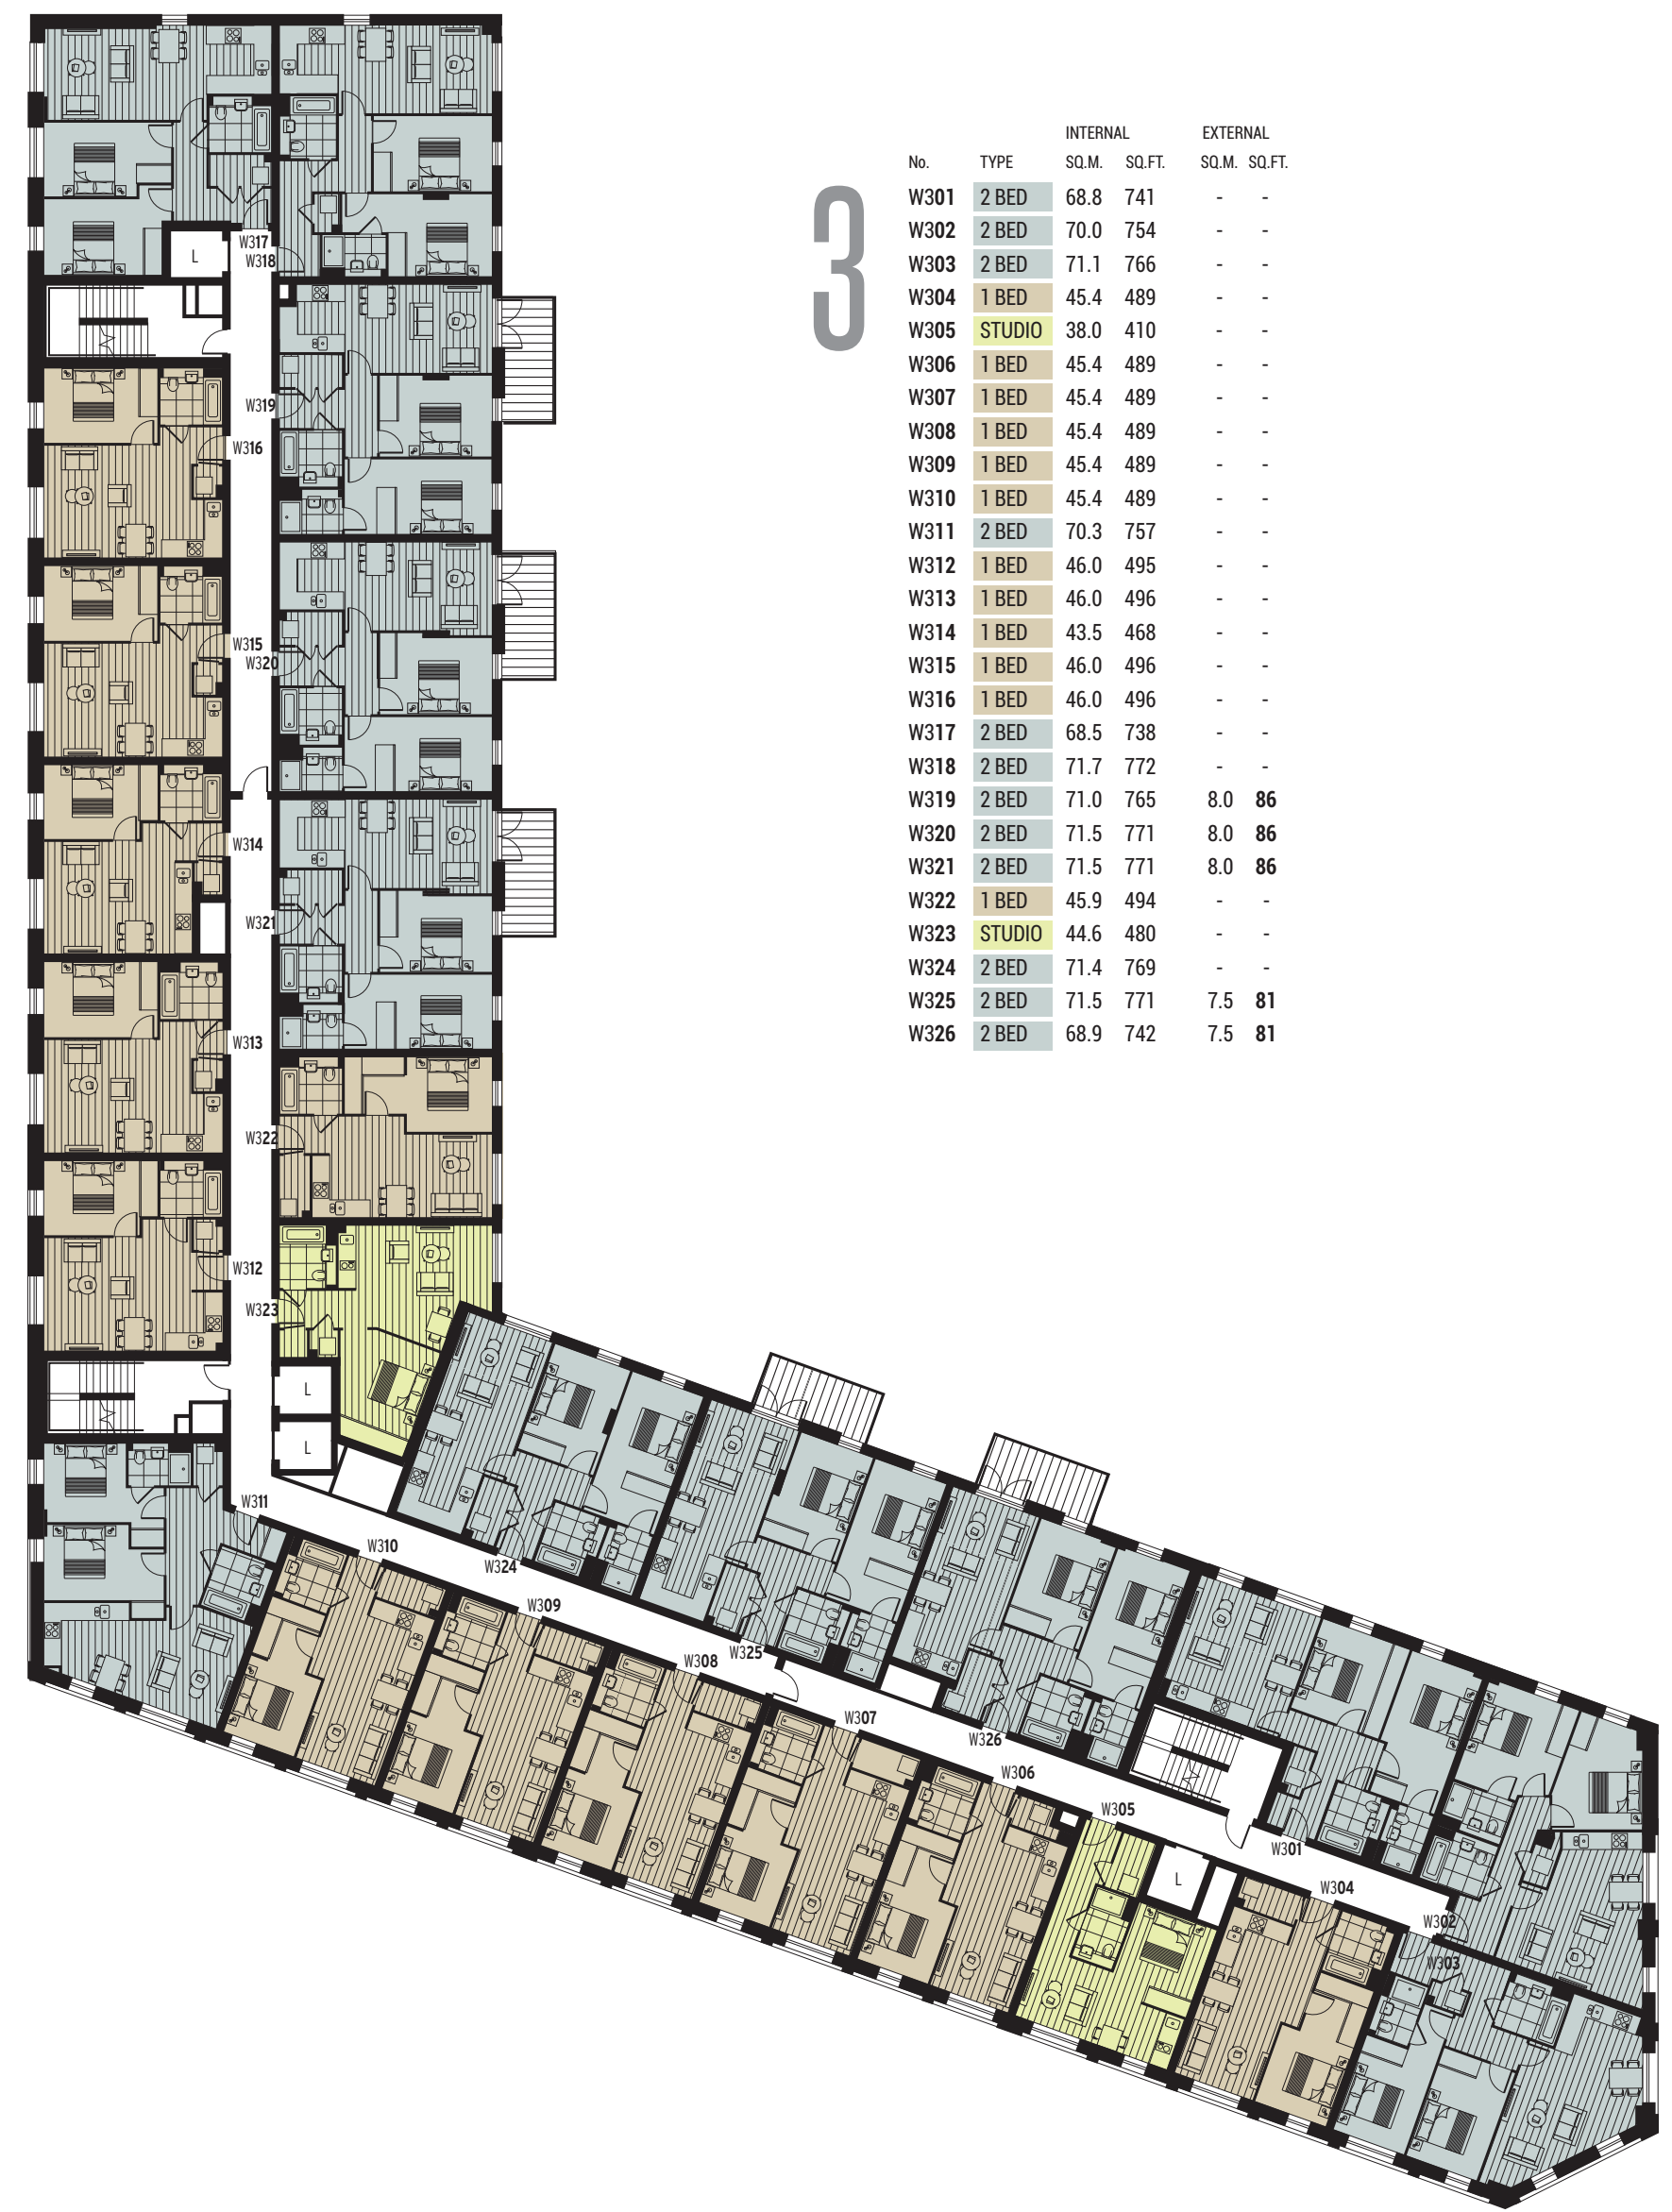 3
INTERNAL EXTERNAL
No. TYPE SQ.M. SQ.FT. SQ.M. SQ.FT.
W301 2 BED 68.8 741 - -
W302 2 BED 70.0 754 - -
W303 2 BED 71.1 766 - -
W304 1 BED 45.4 489 - -
W305 STUDIO 38.0 410 - -
W306 1 BED 45.4 489 - -
W307 1 BED 45.4 489 - -
W308 1 BED 45.4 489 - -
W309 1 BED 45.4 489 - -
W310 1 BED 45.4 489 - -
W311 2 BED 70.3 757 - -
W312 1 BED 46.0 495 - -
W313 1 BED 46.0 496 - -
W314 1 BED 43.5 468 - -
W315 1 BED 46.0 496 - -
W316 1 BED 46.0 496 - -
W317 2 BED 68.5 738 - -
W318 2 BED 71.7 772 - -
W319 2 BED 71.0 765 8.0 86
W320 2 BED 71.5 771 8.0 86
W321 2 BED 71.5 771 8.0 86
W322 1 BED 45.9 494 - -
W323 STUDIO 44.6 480 - -
W324 2 BED 71.4 769 - -
W325 2 BED 71.5 771 7.5 81
W326 2 BED 68.9 742 7.5 81
W317
L
W318
W319
W316
W315
W320
W314
W321
W313
W322
W312
W323
L
L
W311
W310
W324
W309
W325
W308
W307
W326
W306
W305
W301
L
W304
W302
W303